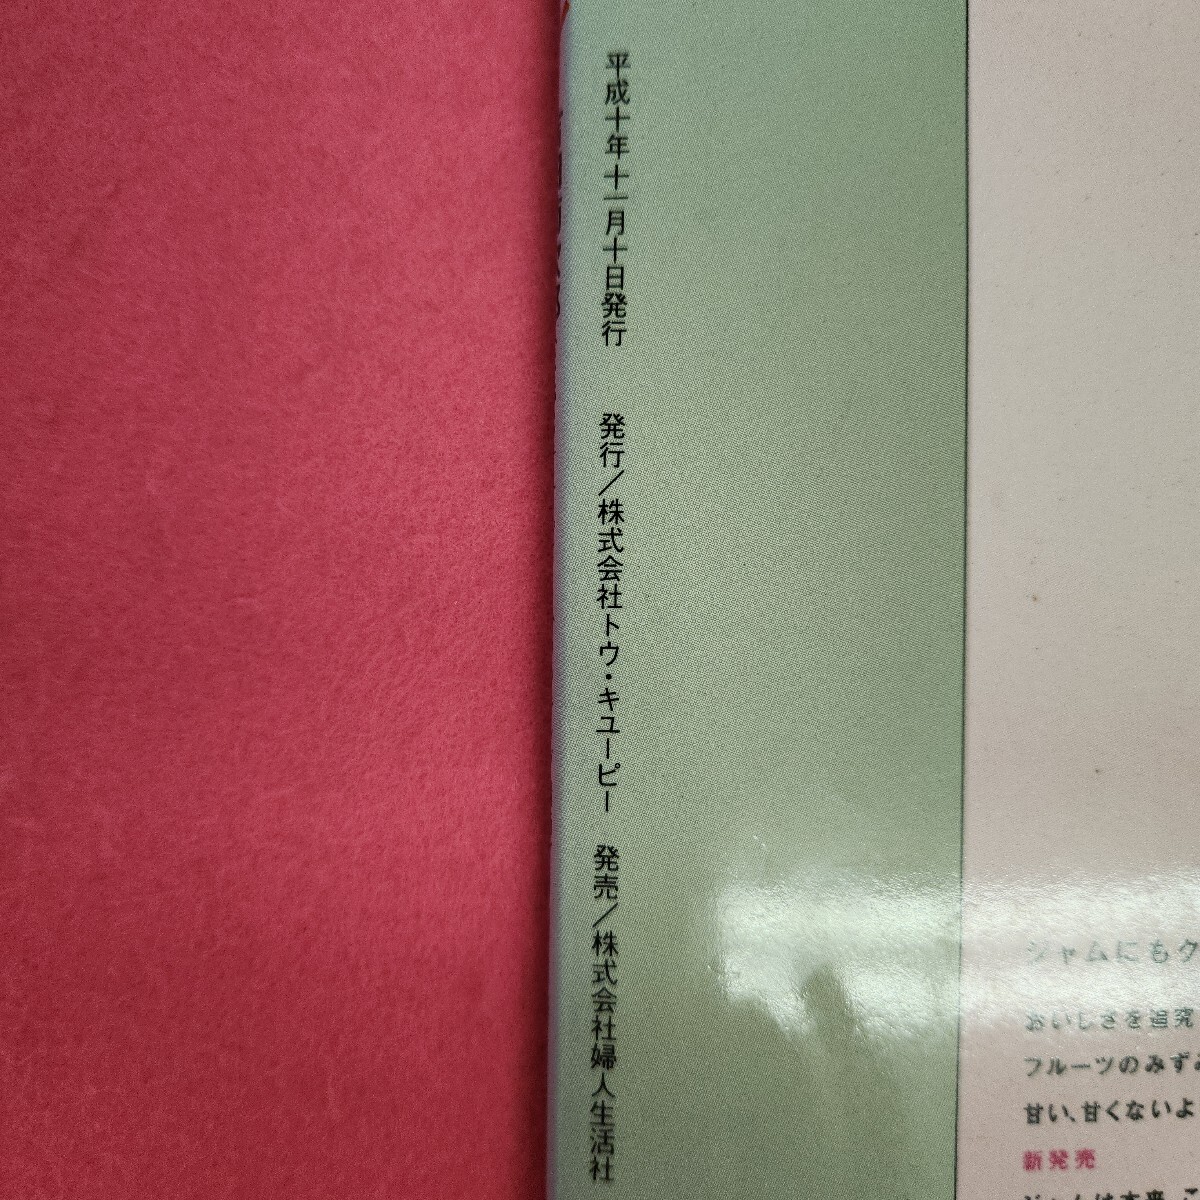 平成十年十一月十日発行　発行／株式会社トウ・キユーピー　発売／株式会社婦人生活社
ジャムにもク
おいしさを追究
フルーツのみずみ
甘い、甘くないよ
新発売